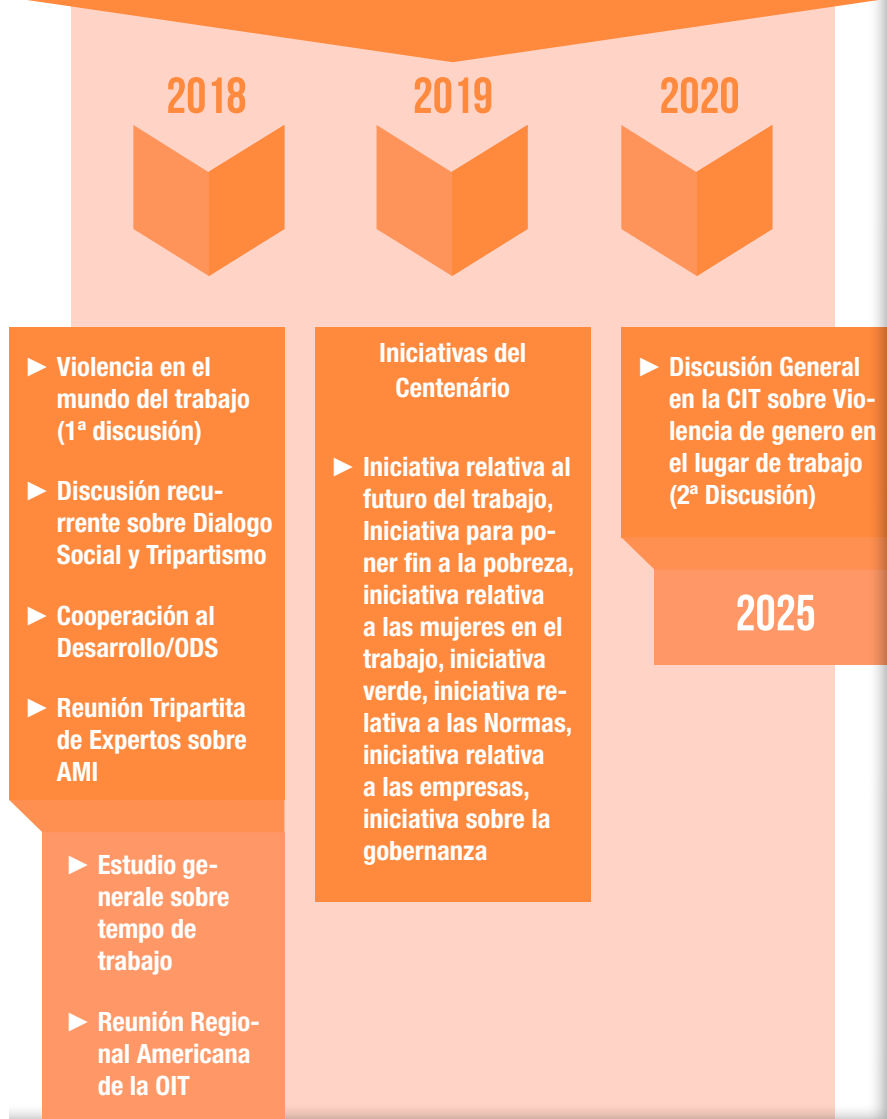 2018
► Violencia en el
mundo del trabajo
(1ª discusión)
► Discusión recu-
rrente sobre Dialogo
Social y Tripartismo
► Cooperación al
Desarrollo/ODS
► Reunión Tripartita
de Expertos sobre
AMI
► Estudio ge-
nerale sobre
tempo de
trabajo
► Reunión Regio-
nal Americana
de la OIT
2019
Iniciativas del
Centenário
► Iniciativa relativa al
futuro del trabajo,
Iniciativa para po-
ner fin a la pobreza,
iniciativa relativa
a las mujeres en el
trabajo, iniciativa
verde, iniciativa re-
lativa a las Normas,
iniciativa relativa
a las empresas,
iniciativa sobre la
gobernanza
2020
► Discusión General
en la CIT sobre Vio-
lencia de genero en
el lugar de trabajo
(2ª Discusión)
2025